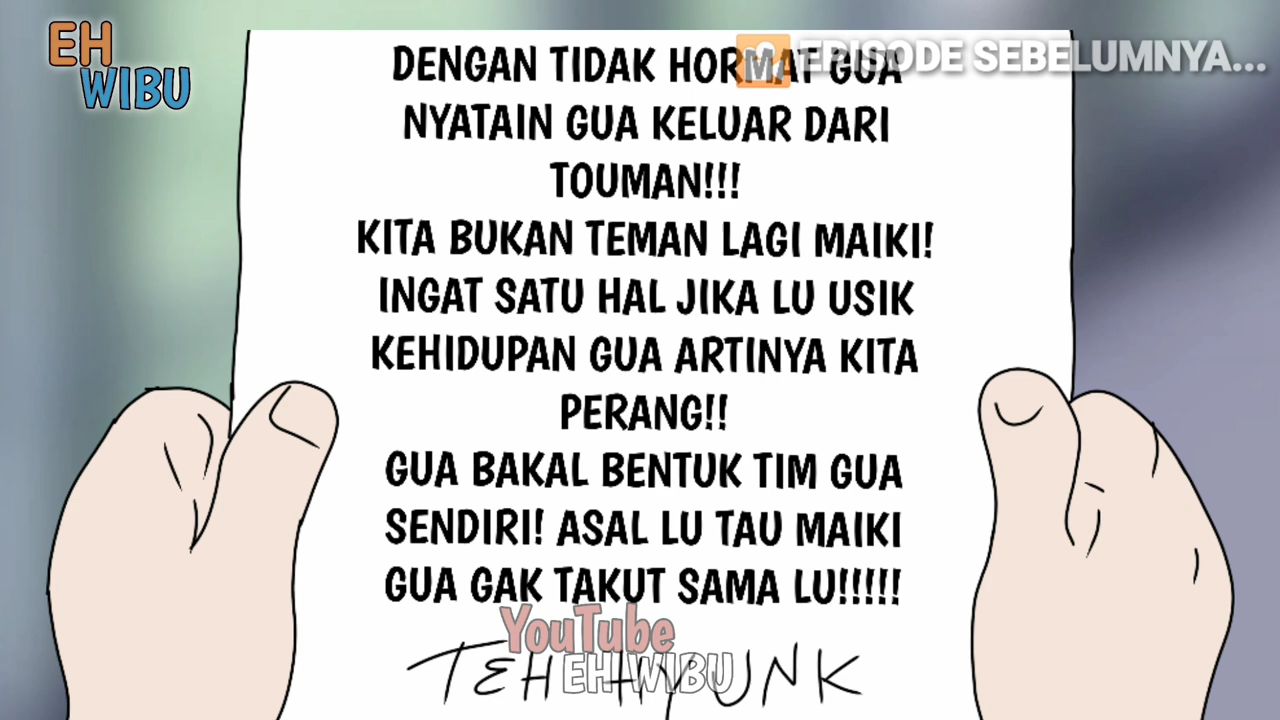 EH
WIBU
EPISODE SEBELUMNYA...
DENGAN TIDAK HORMAT GUA
NYATAIN GUA KELUAR DARI
TOUMAN!!!
KITA BUKAN TEMAN LAGI MAIKI!
INGAT SATU HAL JIKA LU USIK
KEHIDUPAN GUA ARTINYA KITA
PERANG!!
GUA BAKAL BENTUK TIM GUA
SENDIRI! ASAL LU TAU MAIKI
GUA GAK TAKUT SAMA LU!!!!!
YouTube
EH WIBU
TEH HYUNK